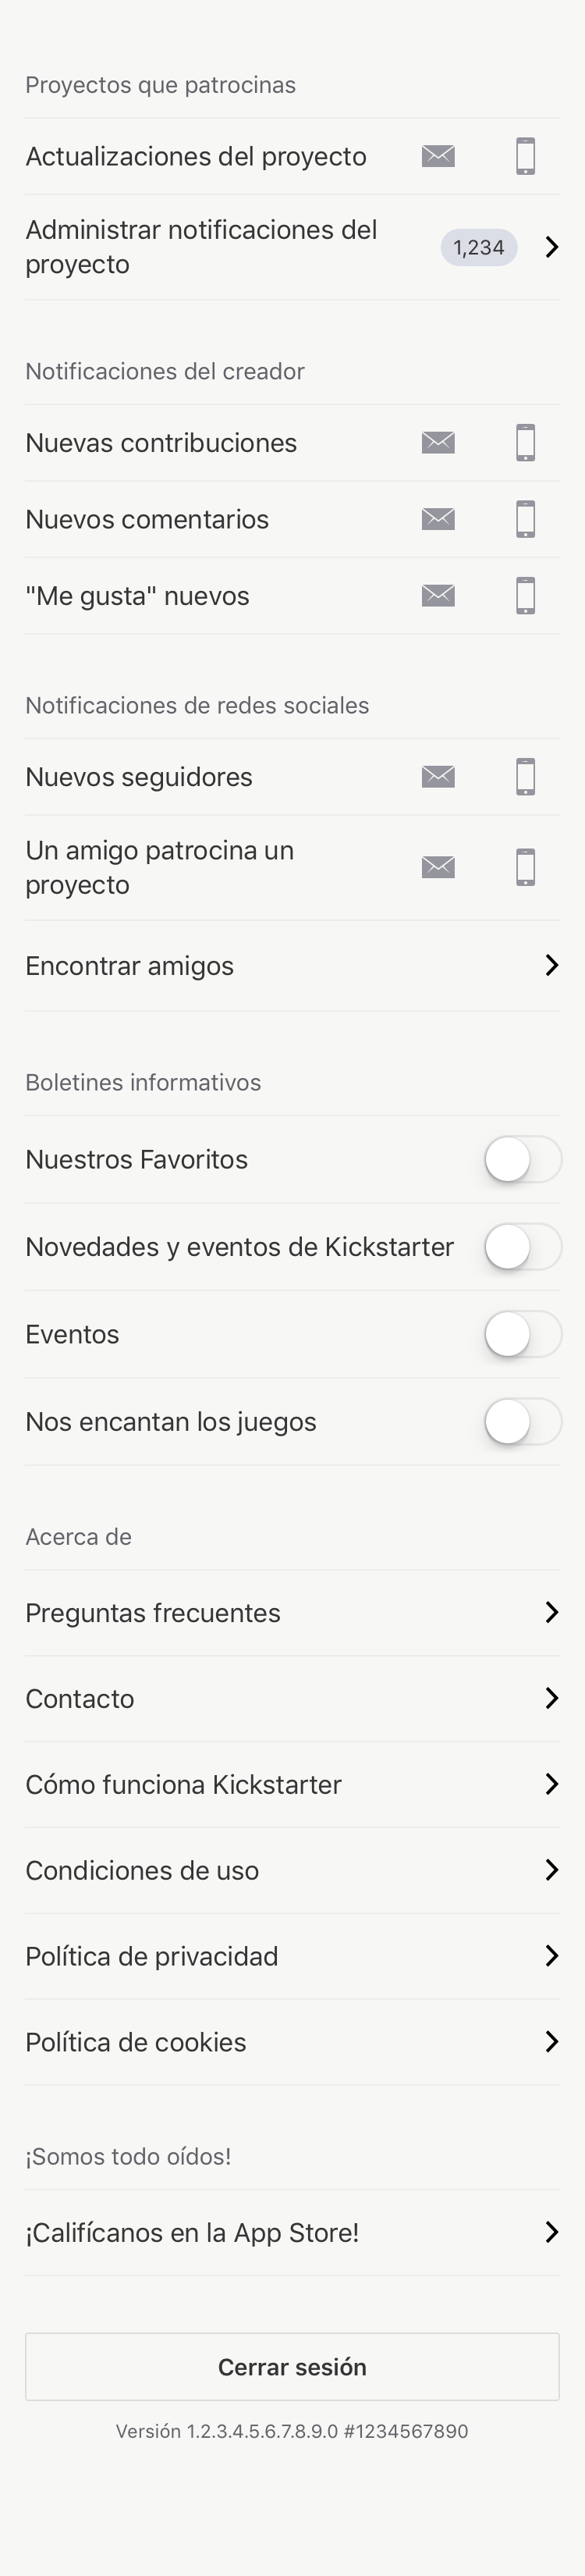 Proyectos que patrocinas
Actualizaciones del proyecto
Administrar notificaciones del
proyecto
1,234
Notificaciones del creador
Nuevas contribuciones
Nuevos comentarios
"Me gusta" nuevos
Notificaciones de redes sociales
Nuevos seguidores
Un amigo patrocina un
proyecto
Encontrar amigos
Boletines informativos
Nuestros Favoritos
Novedades y eventos de Kickstarter
Eventos
Nos encantan los juegos
Acerca de
Preguntas frecuentes
Contacto
Cómo funciona Kickstarter
Condiciones de uso
Política de privacidad
Política de cookies
¡Somos todo oídos!
¡Califícanos en la App Store!
Cerrar sesión
Versión 1.2.3.4.5.6.7.8.9.0 #1234567890